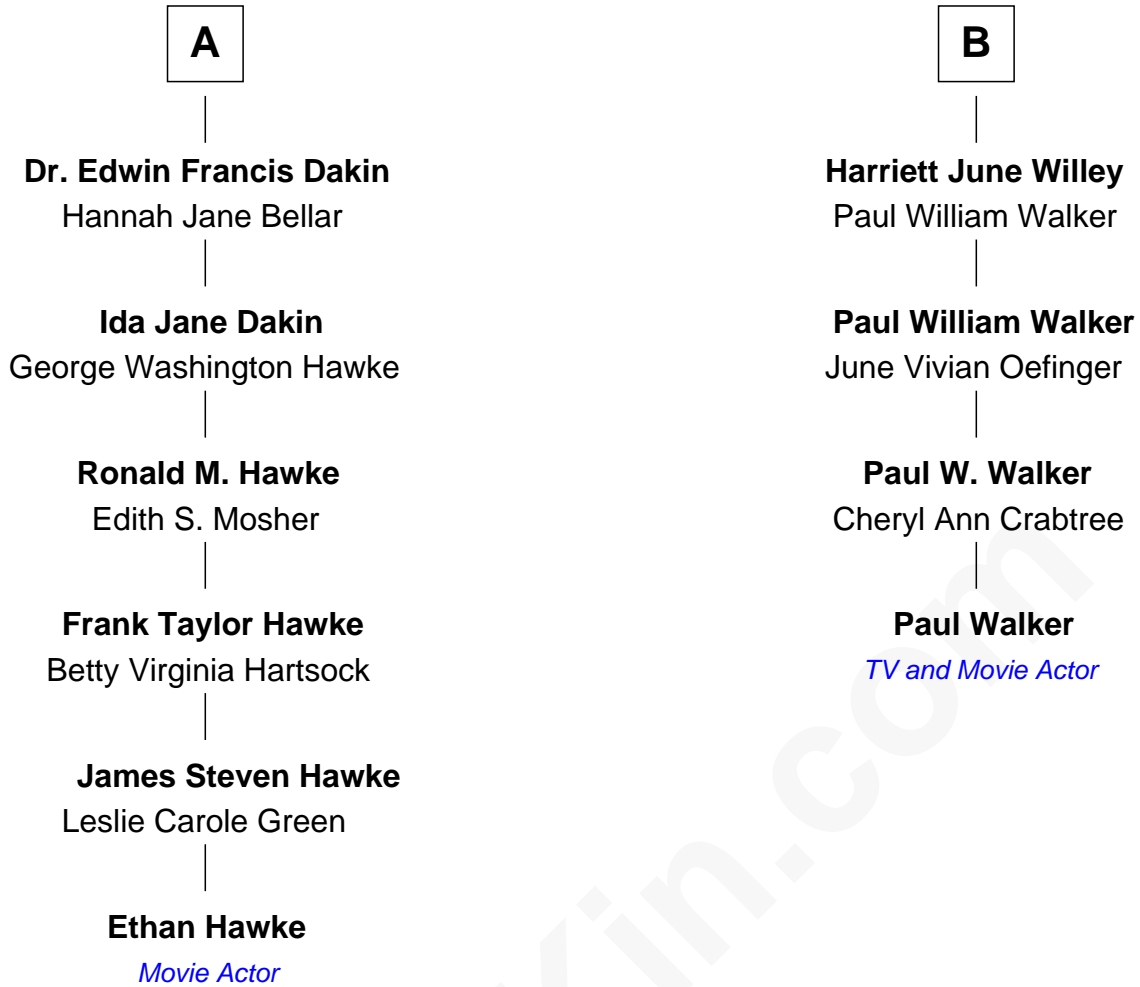 A
Dr. Edwin Francis Dakin
Hannah Jane Bellar
Ida Jane Dakin
George Washington Hawke
Ronald M. Hawke
Edith S. Mosher
Frank Taylor Hawke
Betty Virginia Hartsock
James Steven Hawke
Leslie Carole Green
Ethan Hawke
Movie Actor
B
Harriett June Willey
Paul William Walker
Paul William Walker
June Vivian Oefinger
Paul W. Walker
Cheryl Ann Crabtree
Paul Walker
TV and Movie Actor
Kin.com